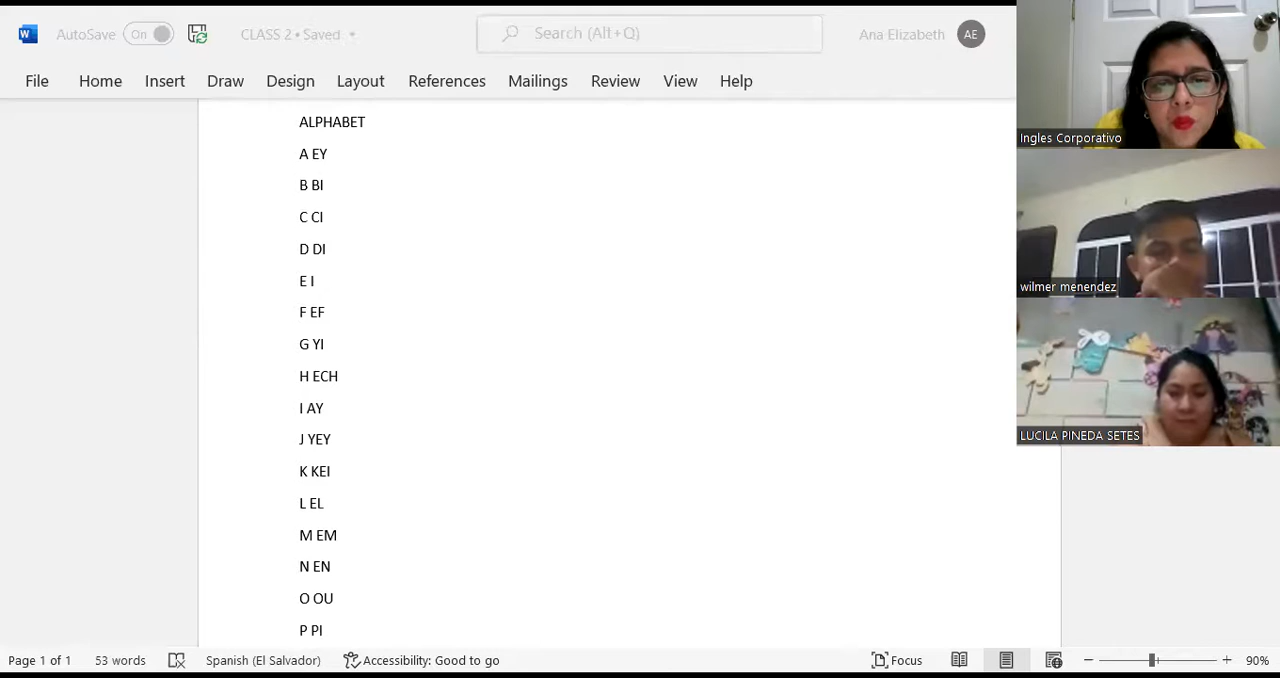 AutoSave On CLASS 2 • Saved Search (Alt+Q) Ana Elizabeth AE
File Home Insert Draw Design Layout References Mailings Review View Help
ALPHABET
A EY
B BI
C CI
D DI
E I
F EF
G YI
H ECH
I AY
J YEY
K KEI
L EL
M EM
N EN
O OU
P PI
Ingles Corporativo
wilmer menendez
LUCILA PINEDA SETES
Page 1 of 1 53 words Spanish (El Salvador) Accessibility: Good to go Focus 90%